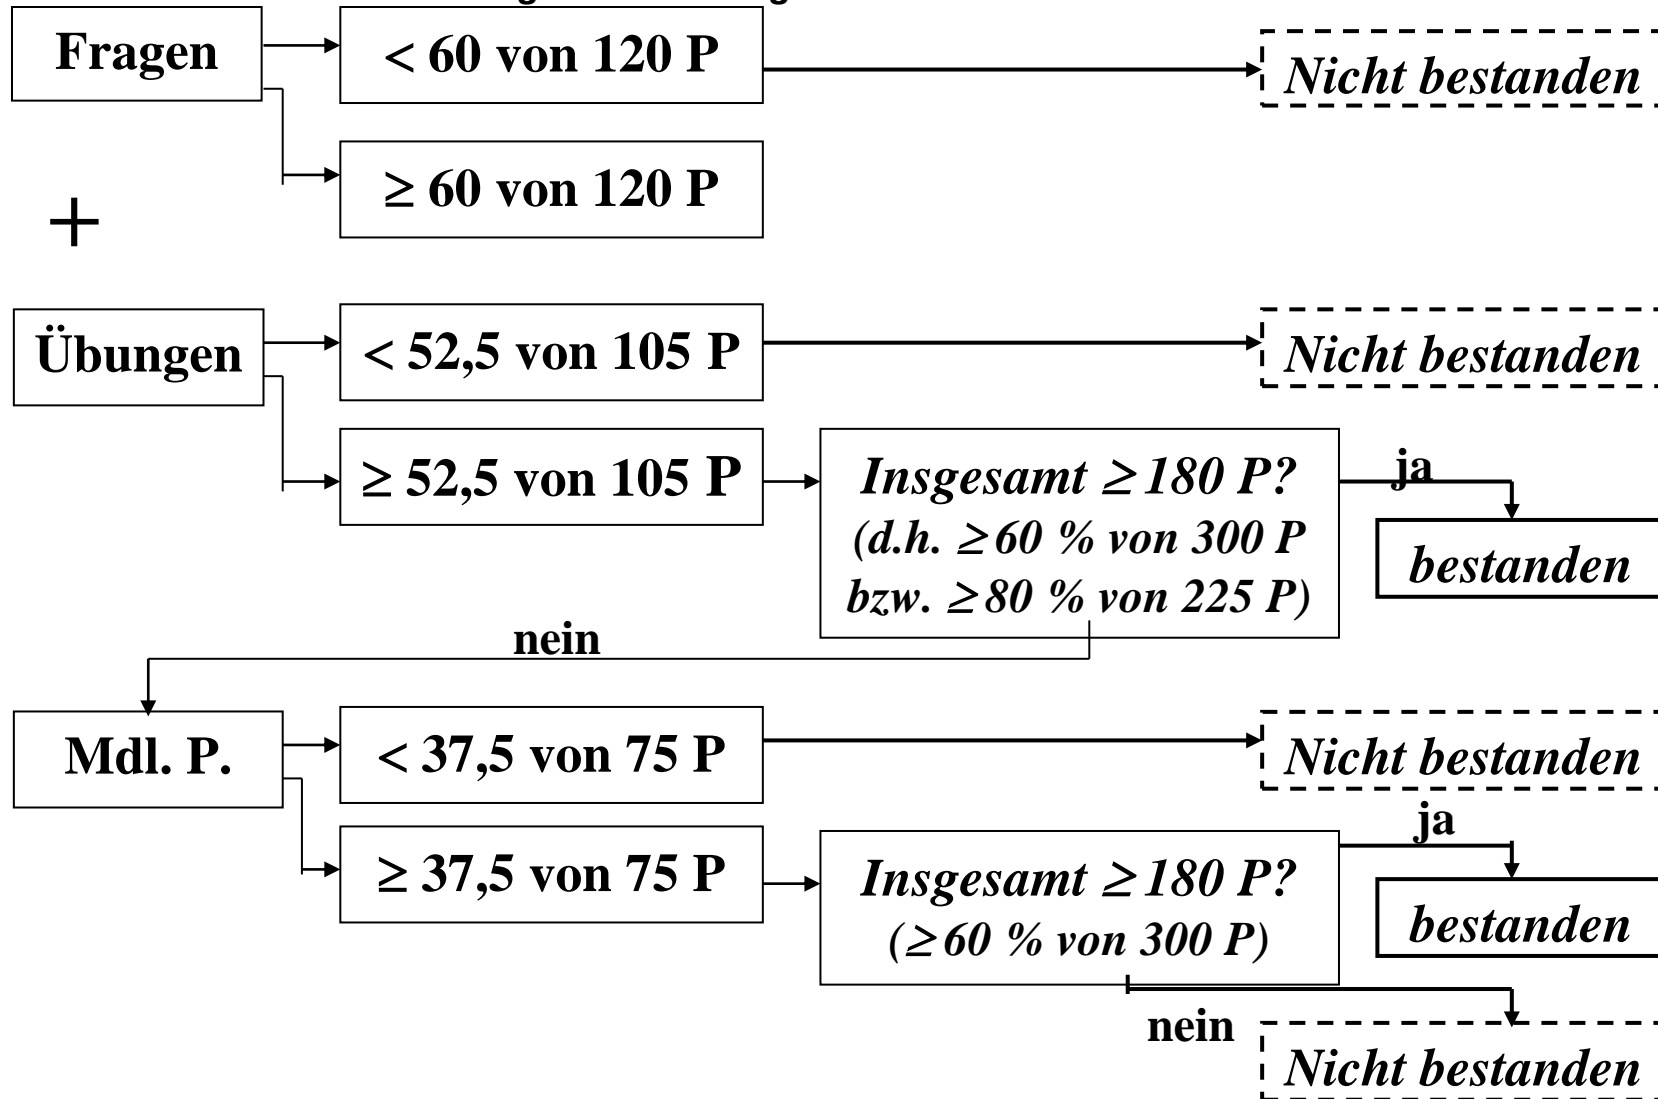 Fragen
< 60 von 120 P
Nicht bestanden
≥ 60 von 120 P
+
Übungen
< 52,5 von 105 P
Nicht bestanden
≥ 52,5 von 105 P
Insgesamt ≥ 180 P?
(d.h. ≥ 60 % von 300 P
bzw. ≥ 80 % von 225 P)
ja
bestanden
nein
Mdl. P.
< 37,5 von 75 P
Nicht bestanden
≥ 37,5 von 75 P
Insgesamt ≥ 180 P?
(≥ 60 % von 300 P)
ja
bestanden
nein
Nicht bestanden